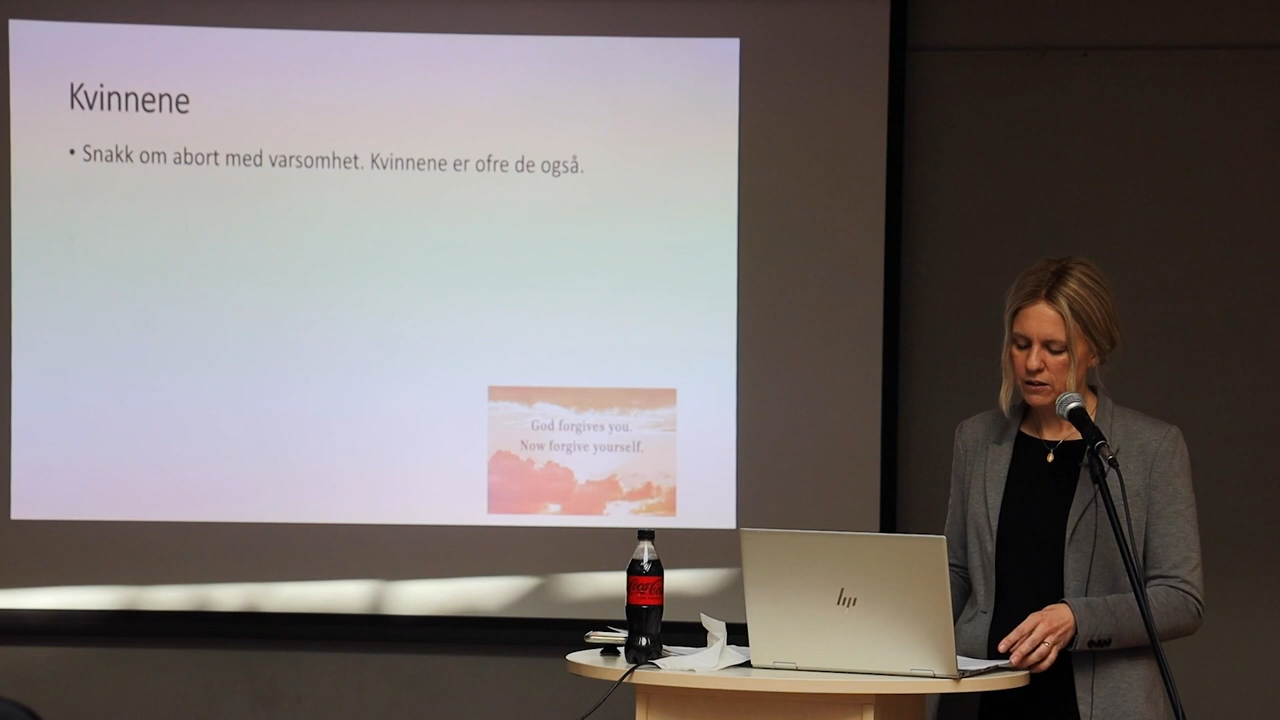 Kvinnene
• Snakk om abort med varsomhet. Kvinnene er ofre de også.
God forgives you.
Now forgive yourself.
Coca-Cola
hp